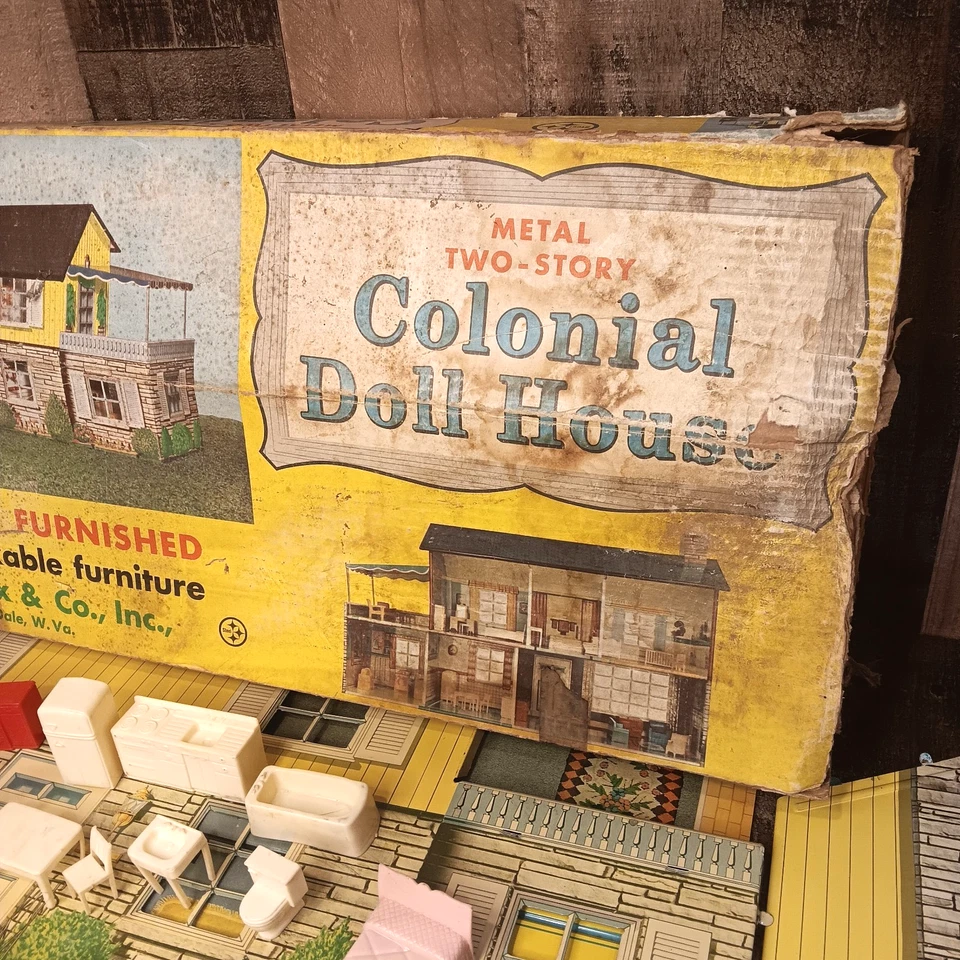 METAL
TWO-STORY
Colonial
Doll House
FURNISHED
able furniture
x & Co., Inc.,
Dale, W. Va.